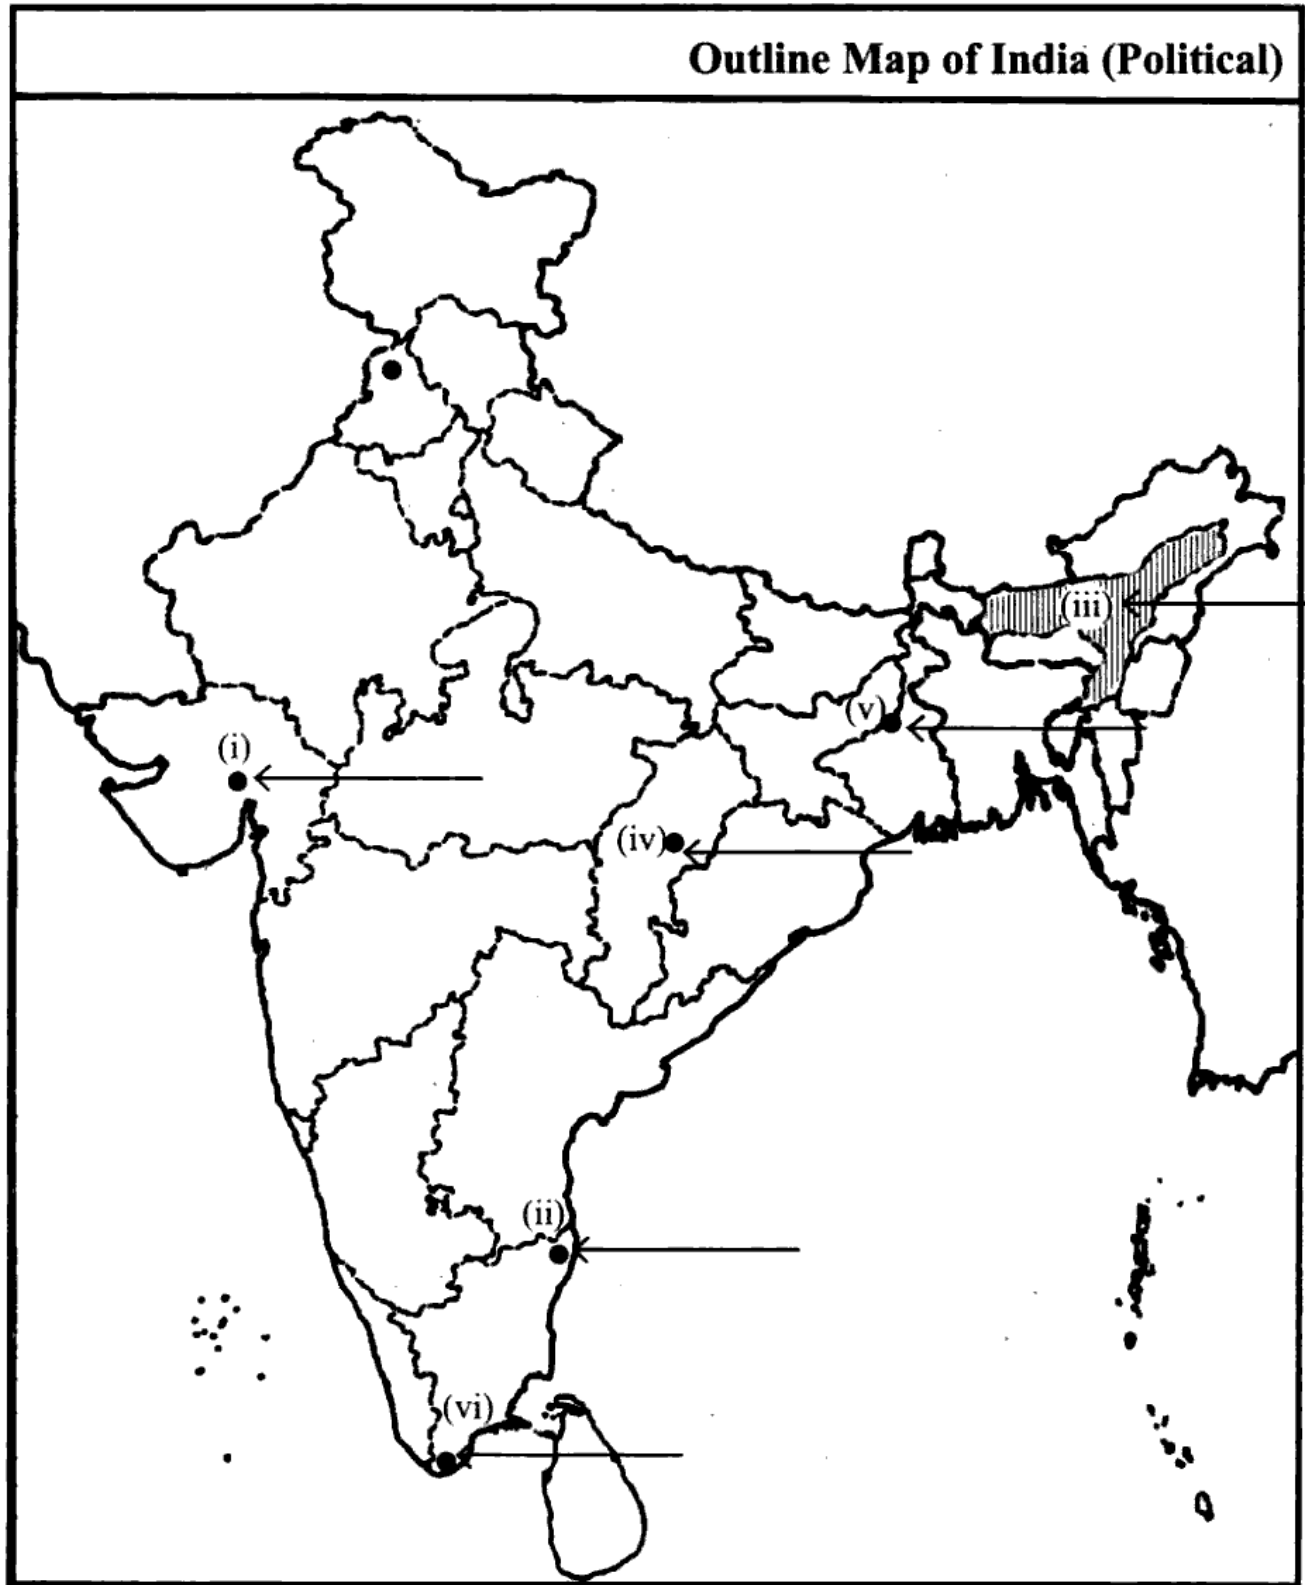 Outline Map of India (Political)
(iii)
(v)
(i)
(iv)
(ii)
(vi)